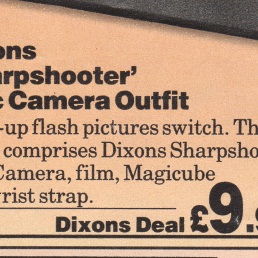 ons
arpshooter'
c Camera Outfit
-up flash pictures switch. Th
comprises Dixons Sharpsho
Camera, film, Magicube
rist strap.
Dixons Deal £9.